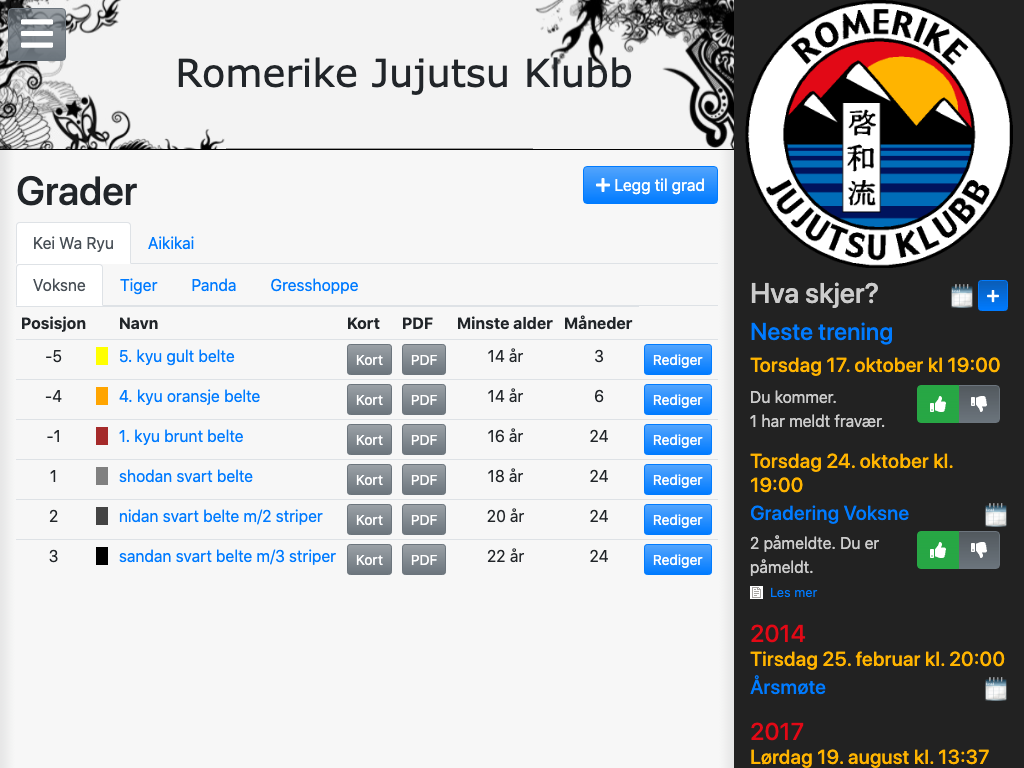 Romerike Jujutsu Klubb
Grader
Legg til grad
Kei Wa Ryu Aikikai
Voksne Tiger Panda Gresshoppe
Posisjon Navn Kort PDF Minste alder Måneder
-5 5. kyu gult belte Kort PDF 14 år 3 Rediger
-4 4. kyu oransje belte Kort PDF 14 år 6 Rediger
-1 1. kyu brunt belte Kort PDF 16 år 24 Rediger
1 shodan svart belte Kort PDF 18 år 24 Rediger
2 nidan svart belte m/2 striper Kort PDF 20 år 24 Rediger
3 sandan svart belte m/3 striper Kort PDF 22 år 24 Rediger
ROMERIKE
啓和流
JUJUTSU KLUBB
Hva skjer?
Neste trening
Torsdag 17. oktober kl 19:00
Du kommer.
1 har meldt fravær.
Torsdag 24. oktober kl.
19:00
Gradering Voksne
2 påmeldte. Du er
påmeldt.
Les mer
2014
Tirsdag 25. februar kl. 20:00
Årsmøte
2017
Lørdag 19. august kl. 13:37